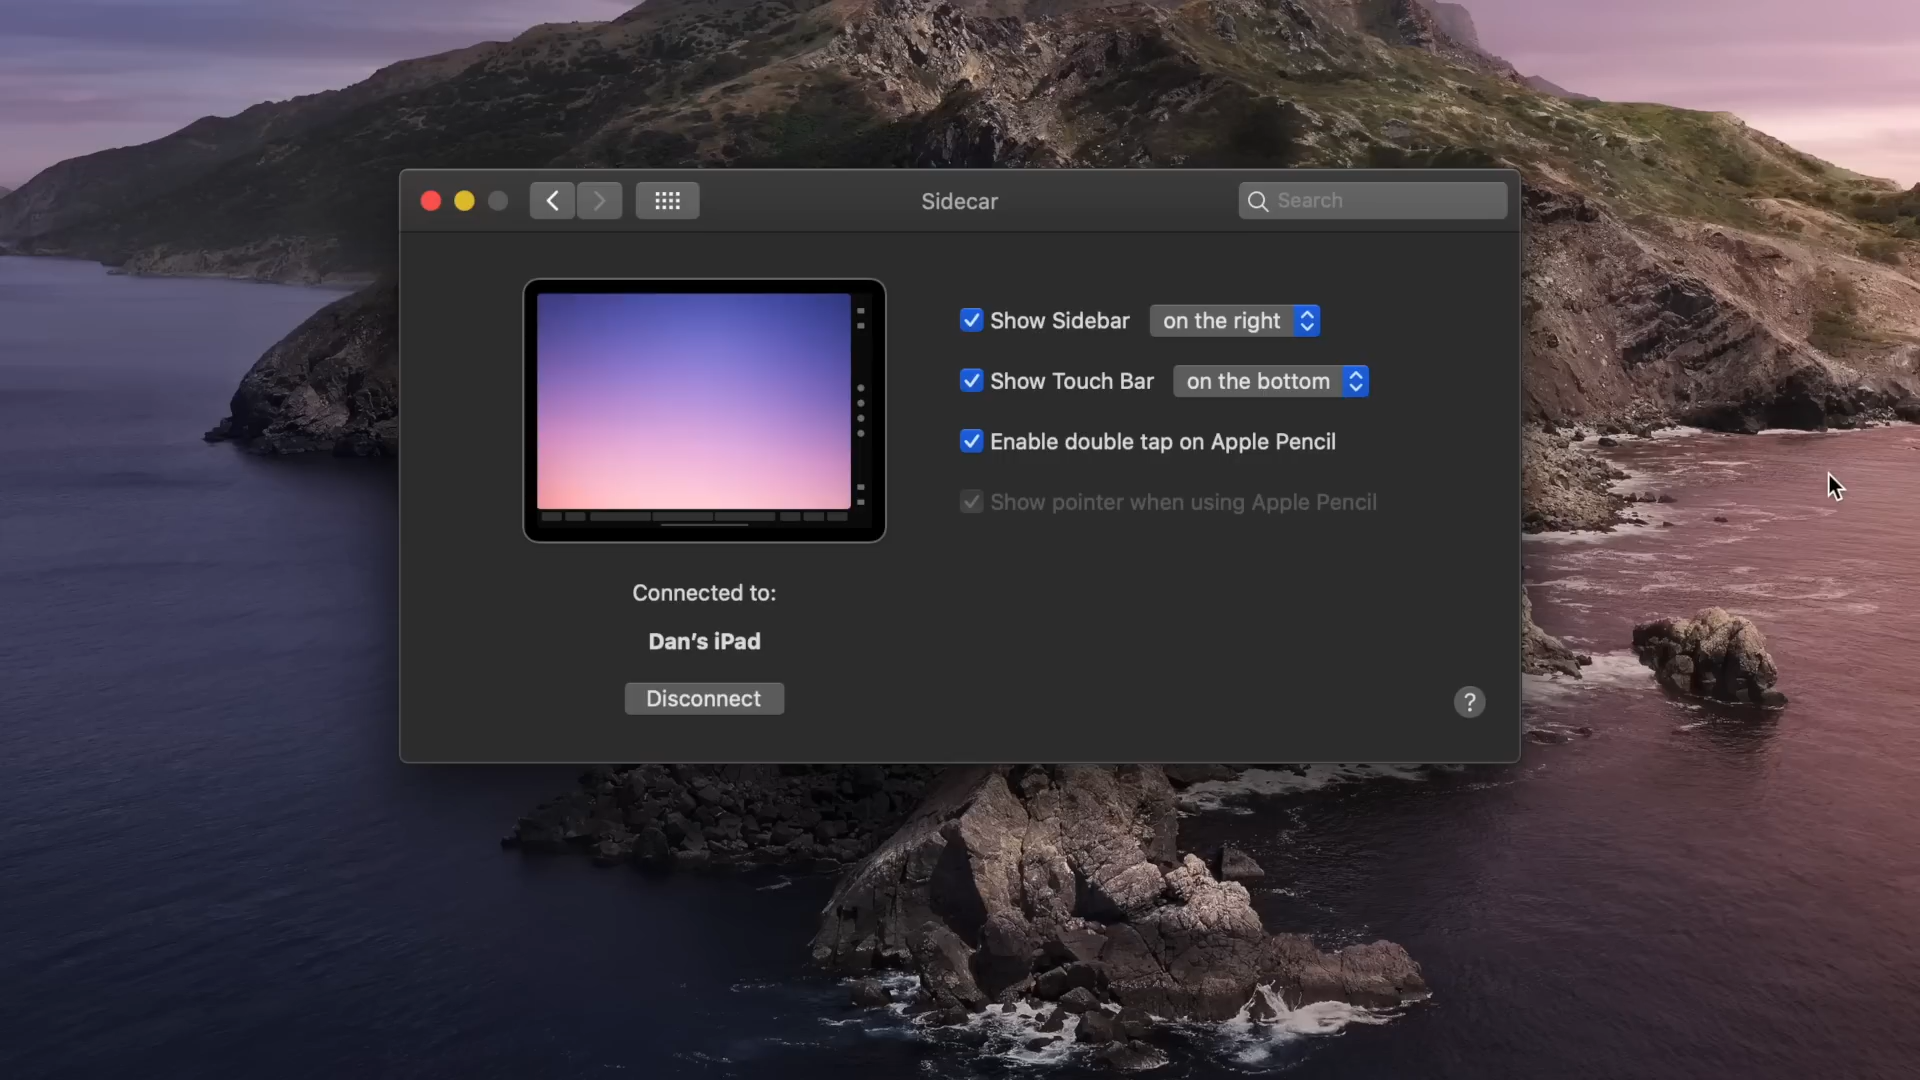 Sidecar
Search
Show Sidebar on the right
Show Touch Bar on the bottom
Enable double tap on Apple Pencil
Show pointer when using Apple Pencil
Connected to:
Dan’s iPad
Disconnect
?